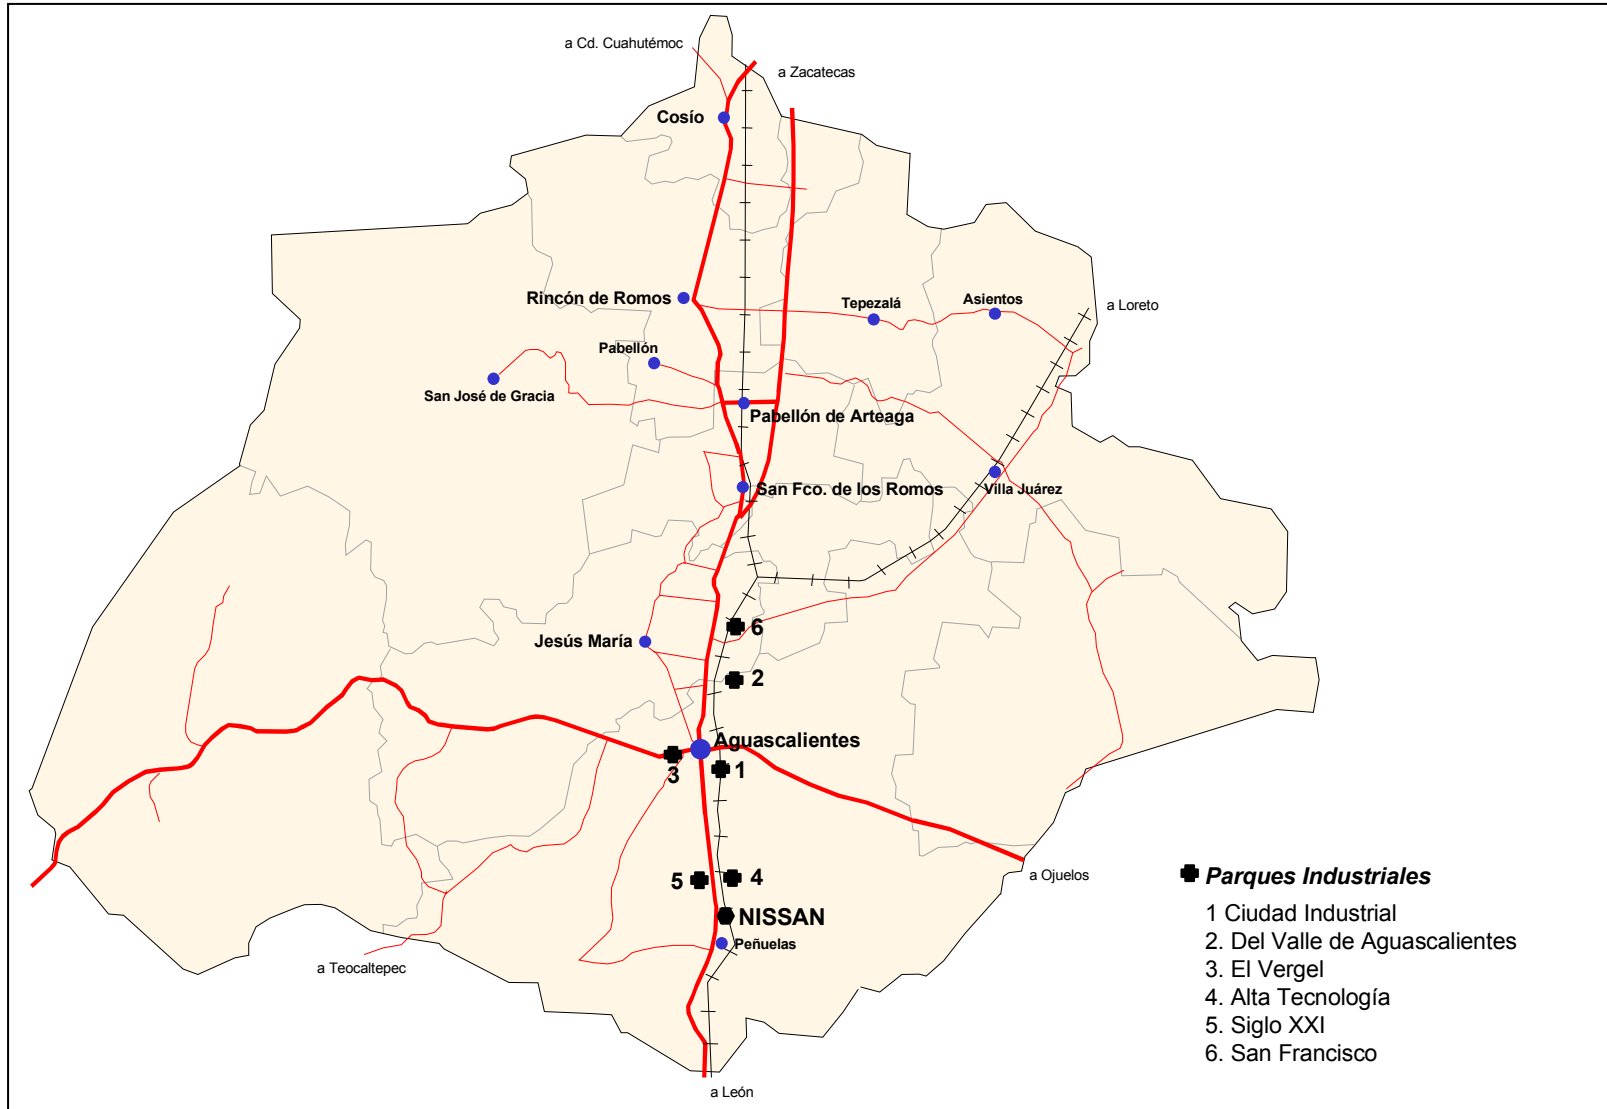 a Cd. Cuahutémoc
a Zacatecas
Cosío
Rincón de Romos
Tepezalá
Asientos
a Loreto
Pabellón
San José de Gracia
Pabellón de Arteaga
San Fco. de los Romos
Villa Juárez
6
Jesús María
2
Aguascalientes
3
1
5
4
NISSAN
Peñuelas
a Ojuelos
a Teocaltepec
a León
Parques Industriales
1 Ciudad Industrial
2. Del Valle de Aguascalientes
3. El Vergel
4. Alta Tecnología
5. Siglo XXI
6. San Francisco